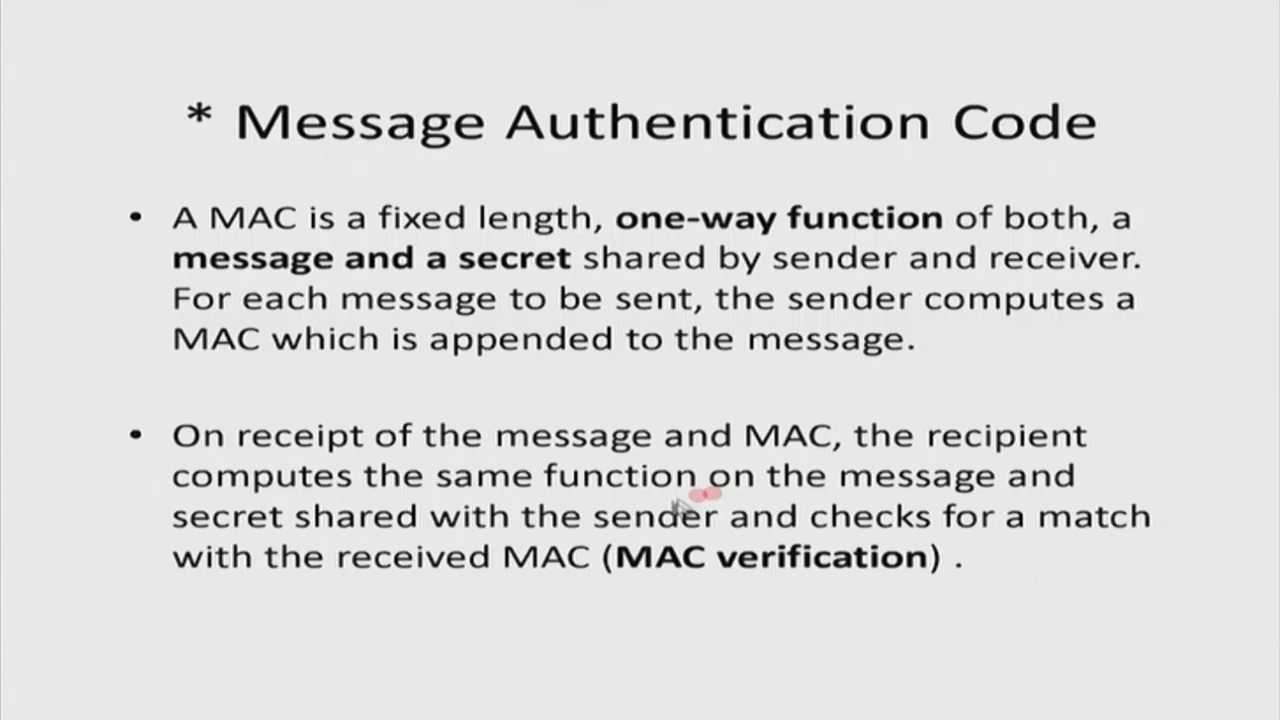 * Message Authentication Code
• A MAC is a fixed length, one-way function of both, a
message and a secret shared by sender and receiver.
For each message to be sent, the sender computes a
MAC which is appended to the message.
• On receipt of the message and MAC, the recipient
computes the same function on the message and
secret shared with the sender and checks for a match
with the received MAC (MAC verification) .